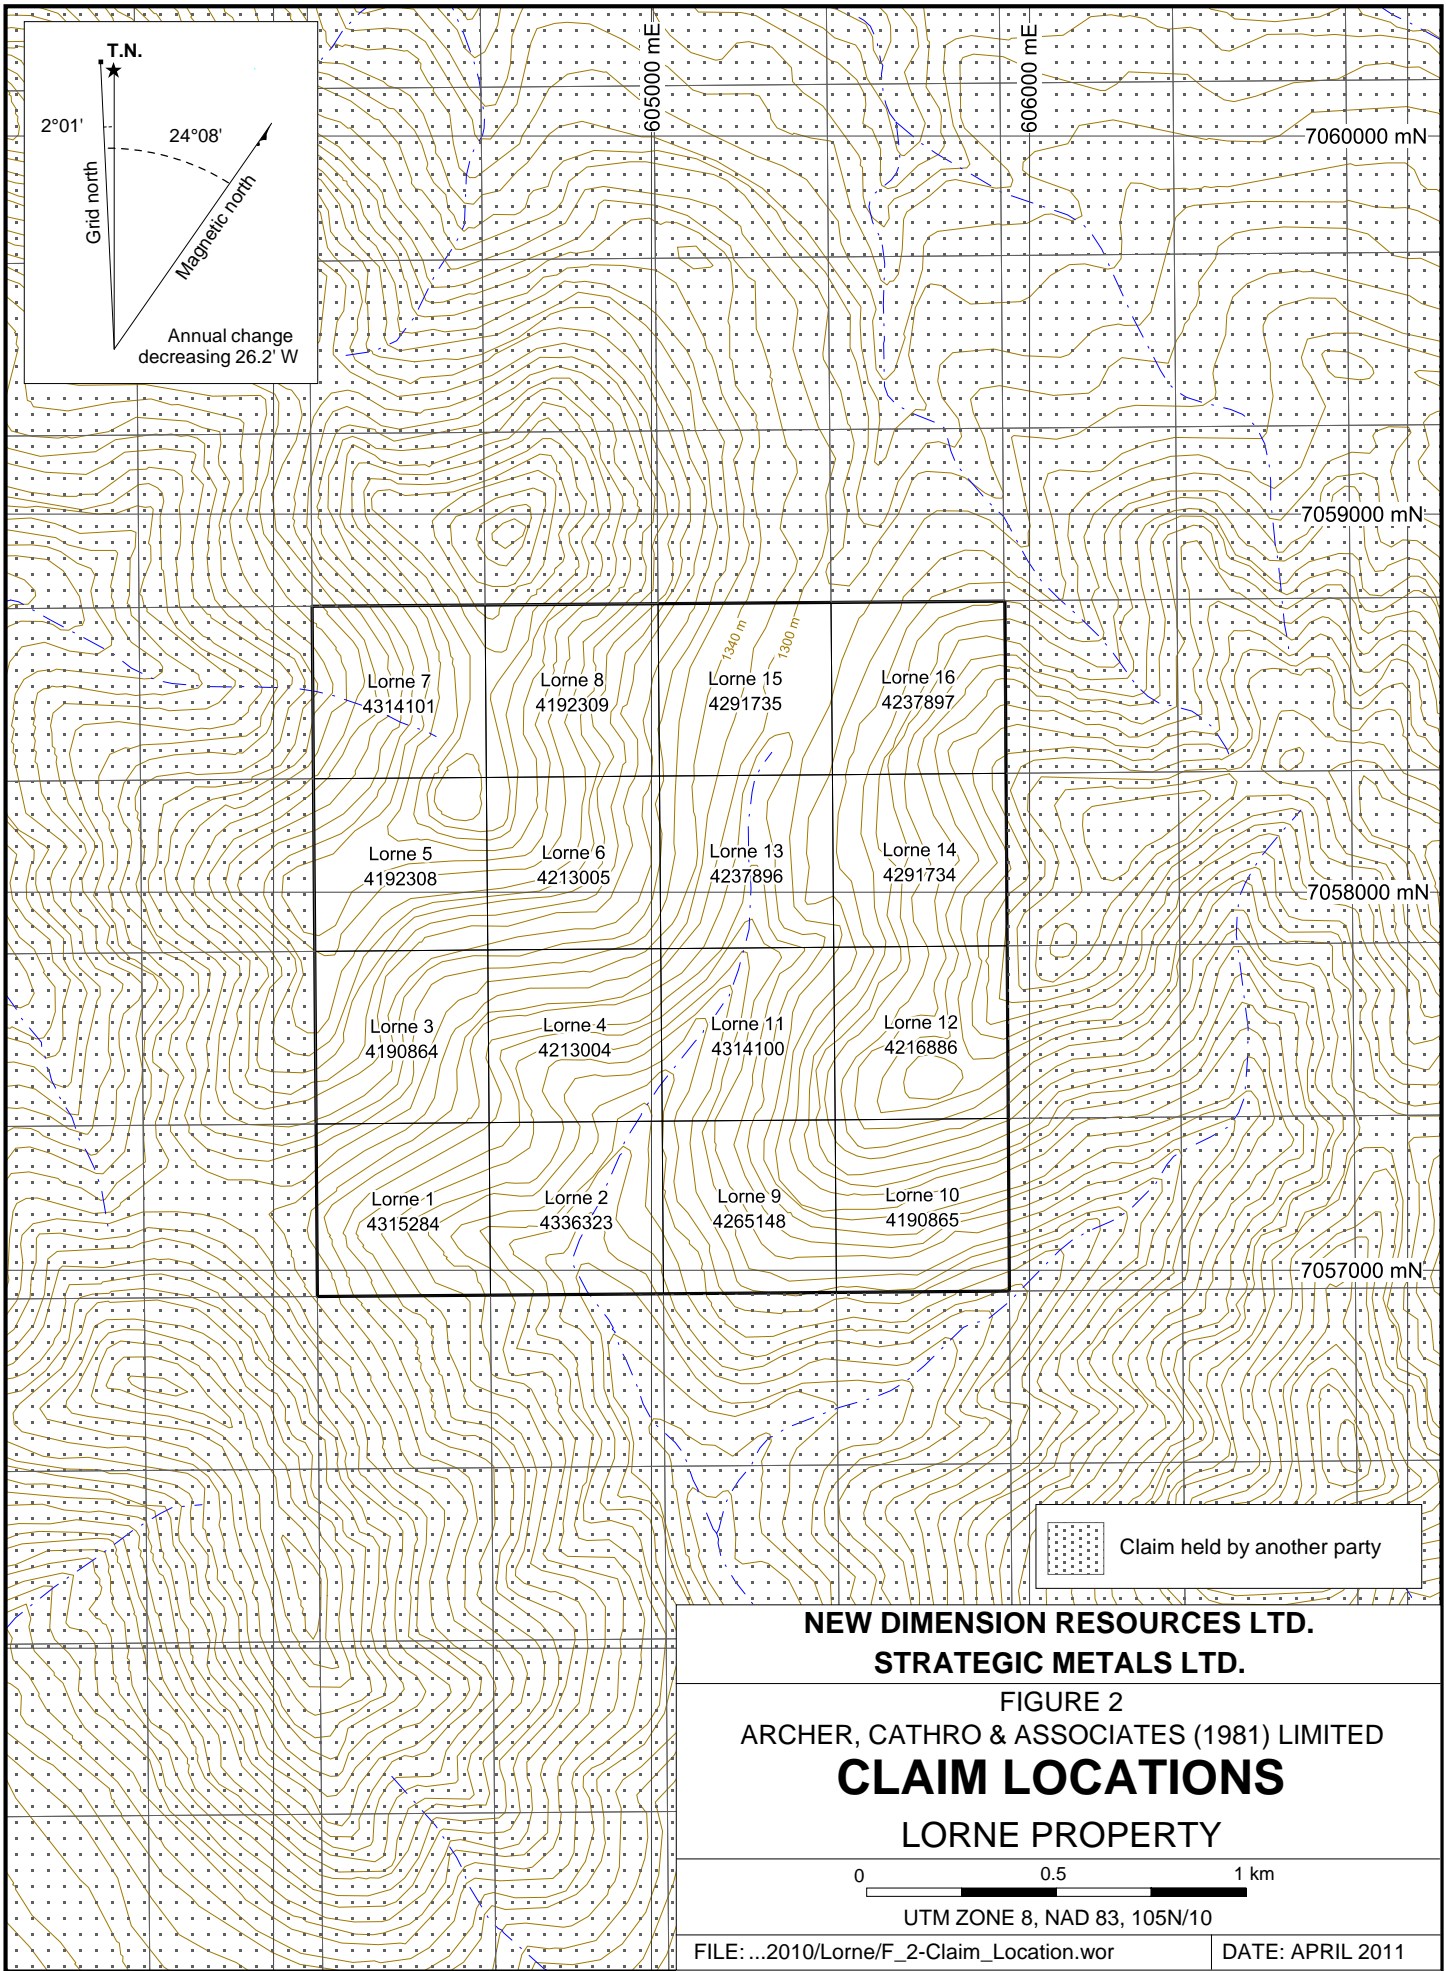 T.N.
2°01'
24°08'
Grid north
Magnetic north
Annual change
decreasing 26.2' W
605000 mE
606000 mE
7060000 mN
7059000 mN
7058000 mN
7057000 mN
1340 m
1300 m
Lorne 7
4314101
Lorne 8
4192309
Lorne 15
4291735
Lorne 16
4237897
Lorne 5
4192308
Lorne 6
4213005
Lorne 13
4237896
Lorne 14
4291734
Lorne 3
4190864
Lorne 4
4213004
Lorne 11
4314100
Lorne 12
4216886
Lorne 1
4315284
Lorne 2
4336323
Lorne 9
4265148
Lorne 10
4190865
Claim held by another party
NEW DIMENSION RESOURCES LTD.
STRATEGIC METALS LTD.
FIGURE 2
ARCHER, CATHRO & ASSOCIATES (1981) LIMITED
CLAIM LOCATIONS
LORNE PROPERTY
0 0.5 1 km
UTM ZONE 8, NAD 83, 105N/10
FILE: ...2010/Lorne/F_2-Claim_Location.wor
DATE: APRIL 2011